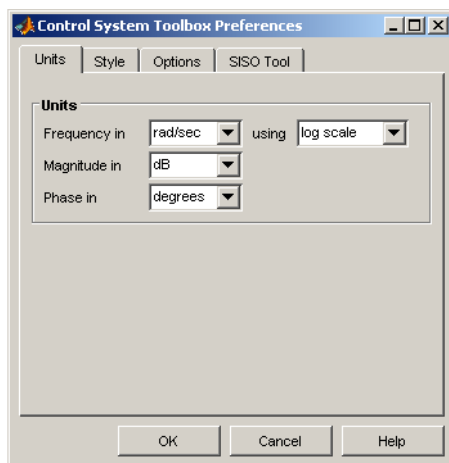 Control System Toolbox Preferences
Units Style Options SISO Tool
Units
Frequency in rad/sec using log scale
Magnitude in dB
Phase in degrees
OK Cancel Help